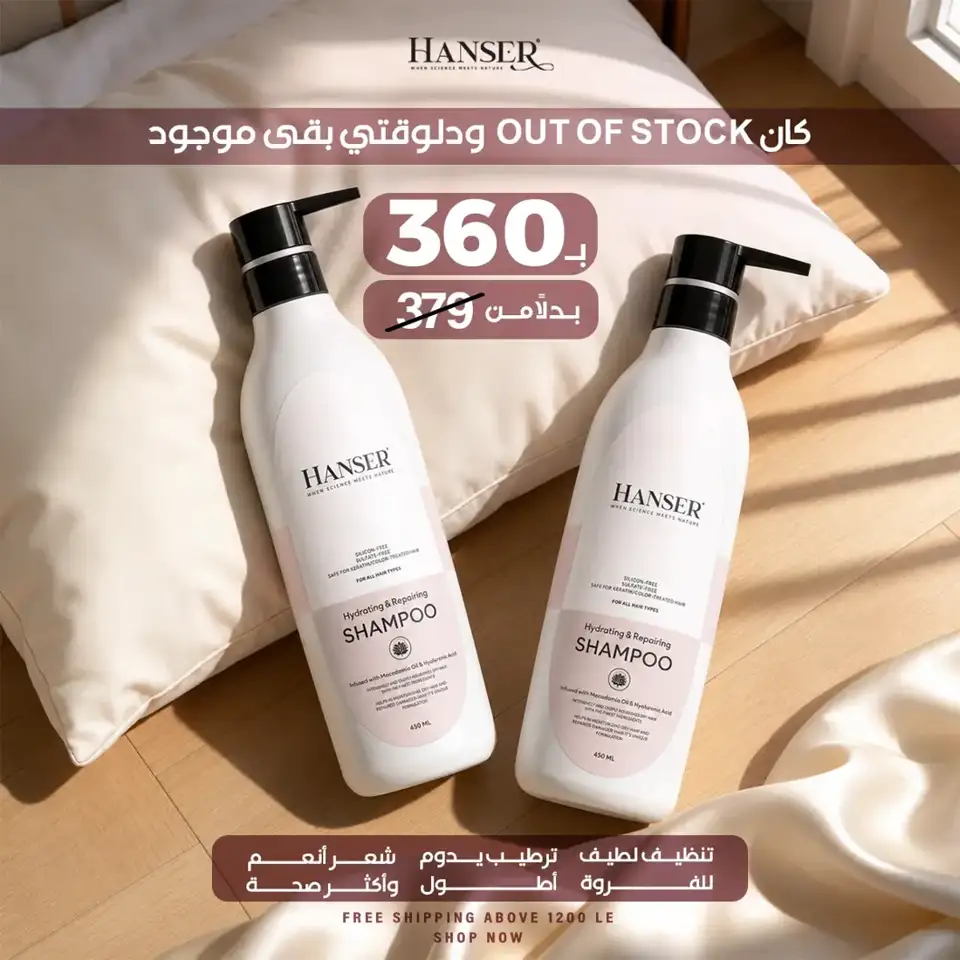 HANSER
WHEN SCIENCE MEETS NATURE
كان OUT OF STOCK ودلوقتي بقى موجود
بـ 360
بدلًا من 379
HANSER
WHEN SCIENCE MEETS NATURE
SILICON-FREE
SULFATE-FREE
SAFE FOR KERATIN/COLOR-TREATED HAIR
FOR ALL HAIR TYPES
Hydrating & Repairing
SHAMPOO
Infused with Macadamia Oil & Hyaluronic Acid
450 ML
HANSER
WHEN SCIENCE MEETS NATURE
SILICON-FREE
SULFATE-FREE
SAFE FOR KERATIN/COLOR-TREATED HAIR
FOR ALL HAIR TYPES
Hydrating & Repairing
SHAMPOO
Infused with Macadamia Oil & Hyaluronic Acid
450 ML
تنظيف لطيف للفروة
ترطيب يدوم أطول
شعر أنعم وأكثر صحة
FREE SHIPPING ABOVE 1200 LE
SHOP NOW